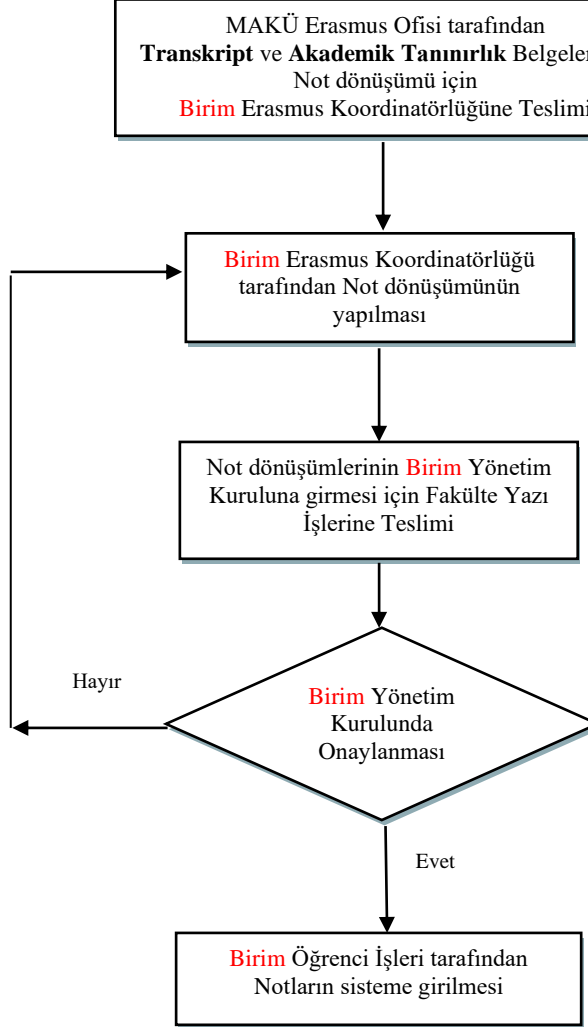 MAKÜ Erasmus Ofisi tarafından
Transkript ve Akademik Tanınırlık
Not dönüşümü için
Birim Erasmus Koordinatörlüğüne Teslimi
Birim Erasmus Koordinatörlüğü
tarafından Not dönüşümünün
yapılması
Not dönüşümlerinin Birim Yönetim
Kuruluna girmesi için Fakülte Yazı
İşlerine Teslimi
Hayır
Birim Yönetim
Kurulunda
Onaylanması
Evet
Birim Öğrenci İşleri tarafından
Notların sisteme girilmesi